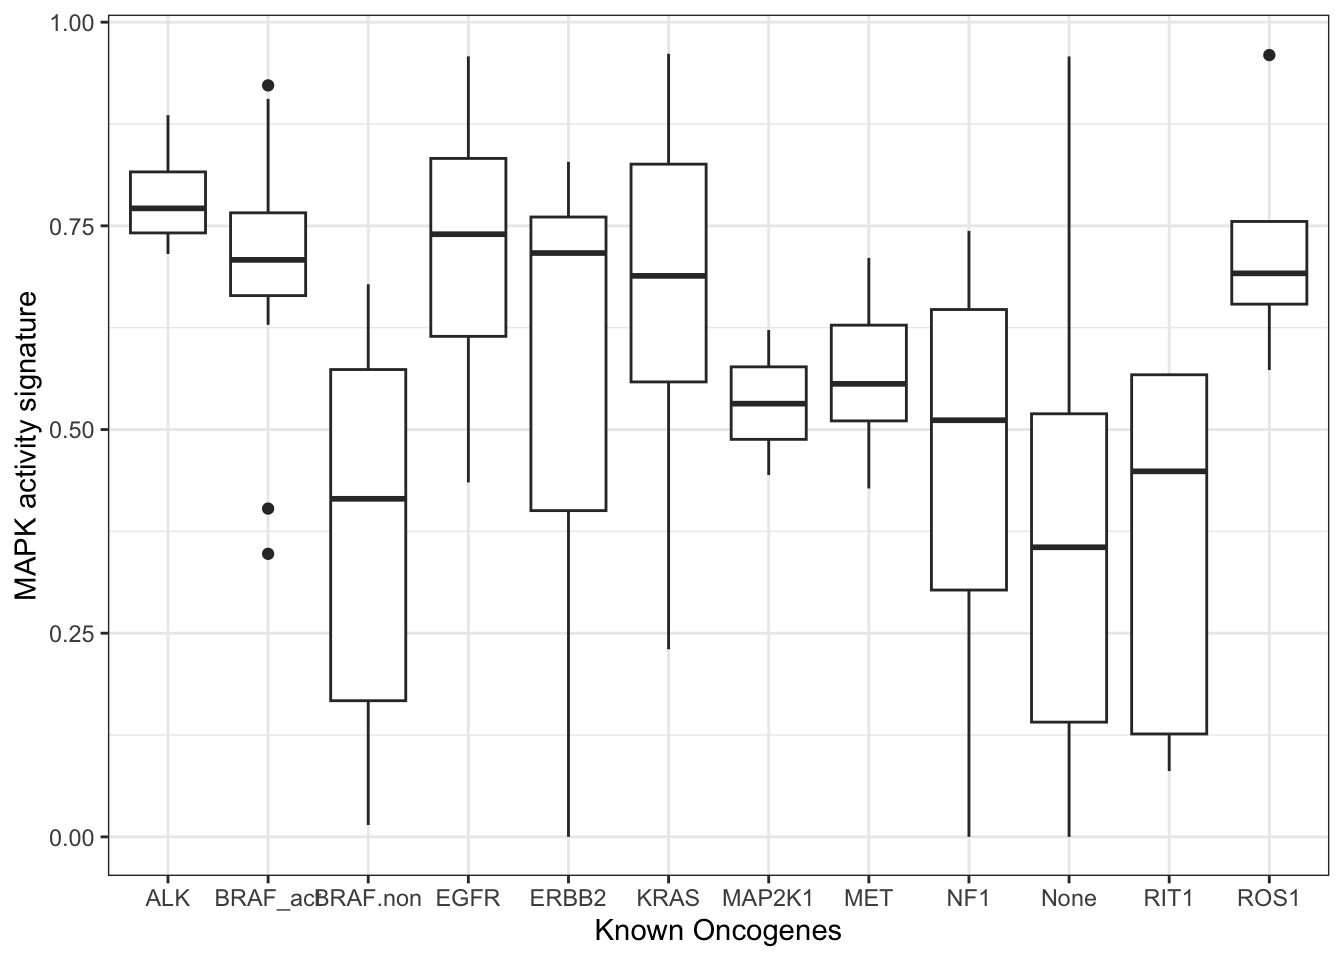 MAPK activity signature
1.00
0.75
0.50
0.25
0.00
ALK BRAF_act BRAF.non EGFR ERBB2 KRAS MAP2K1 MET NF1 None RIT1 ROS1
Known Oncogenes